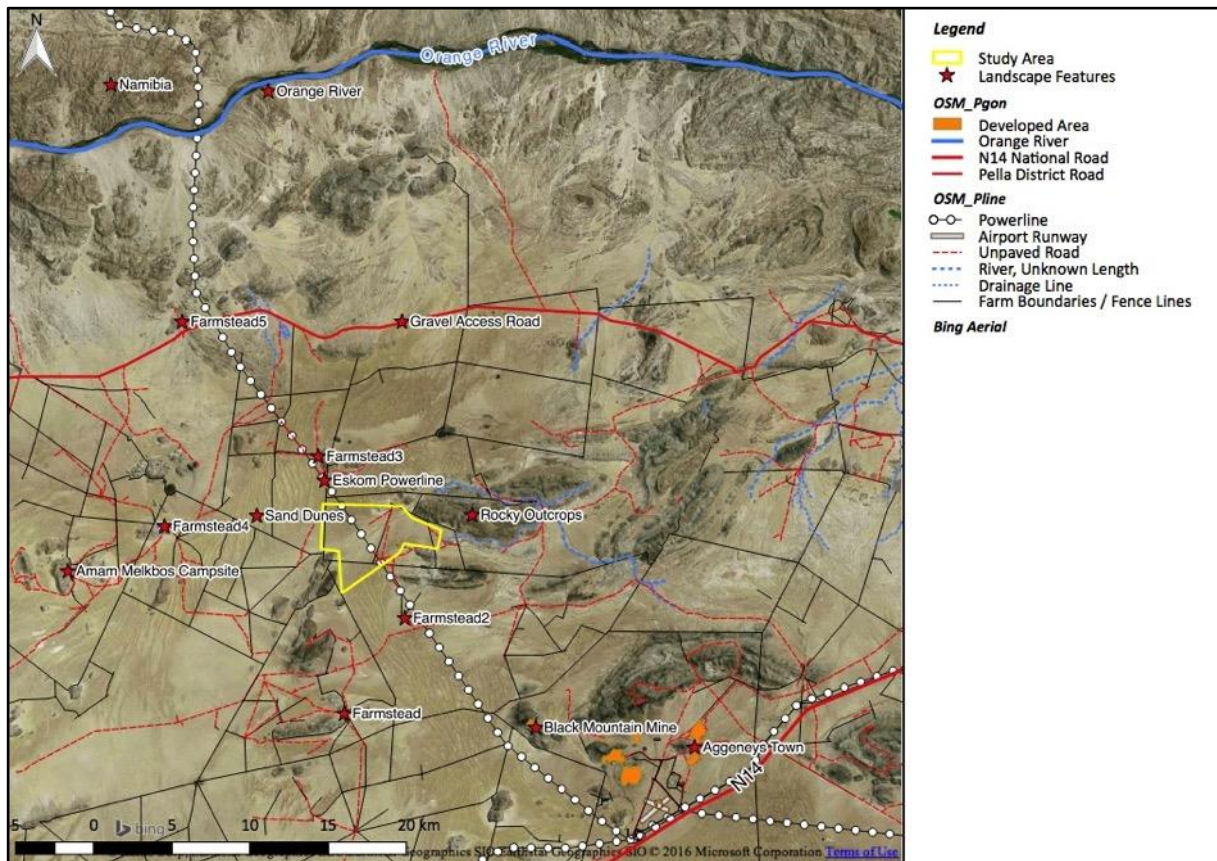 N
Orange River
Namibia
Orange River
Farmstead5
Gravel Access Road
Farmstead3
Eskom Powerline
Sand Dunes
Rocky Outcrops
Farmstead4
Amam Melkbos Campsite
Farmstead2
Farmstead
Black Mountain Mine
Aggeneys Town
N14
5 0 5 10 15 20 km
bing
Geographics SIO © 2016 Microsoft Corporation Terms of Use
Legend
Study Area
Landscape Features
OSM_Pgon
Developed Area
Orange River
N14 National Road
Pella District Road
OSM_Pline
Powerline
Airport Runway
Unpaved Road
River, Unknown Length
Drainage Line
Farm Boundaries / Fence Lines
Bing Aerial